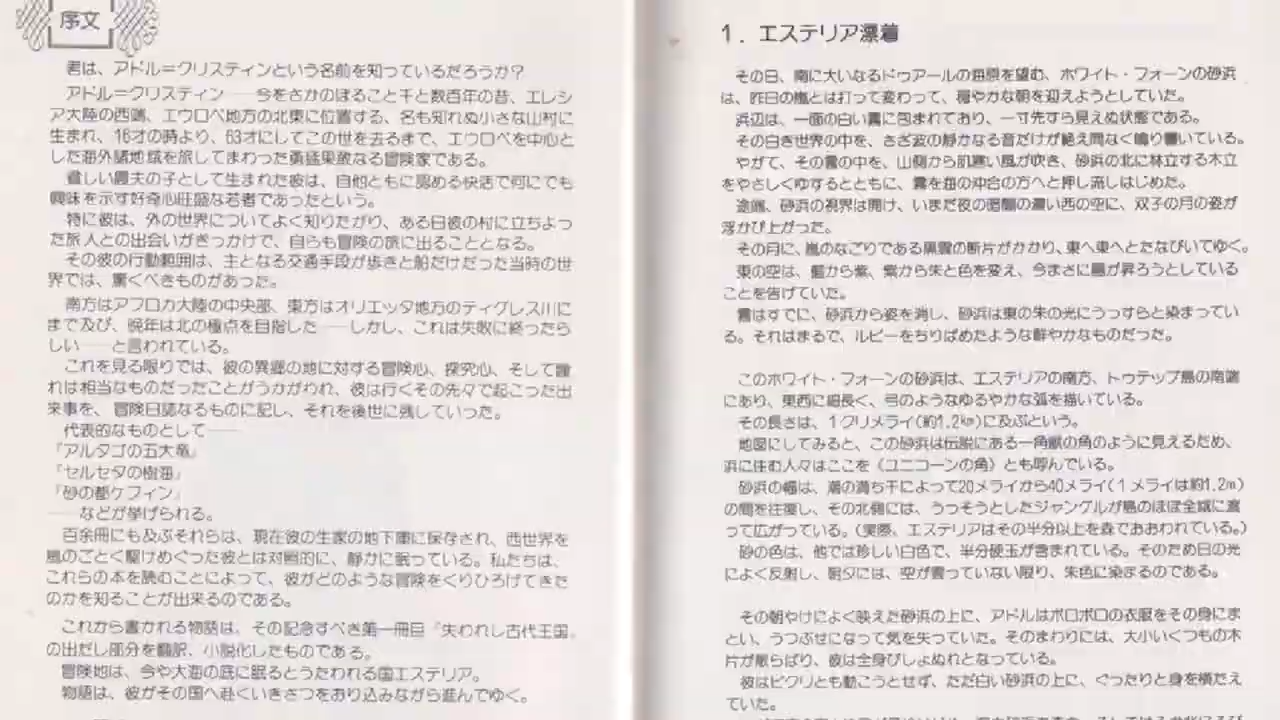 序文
君は、アドル＝クリスティンという名前を知っているだろうか?
アドル＝クリスティン——今をさかのぼること千と数百年の昔、エレシ
ア大陸の西端、エウロペ地方の北東に位置する、名も知れぬ小さな山村に
生まれ、16才の時より、63才にしてこの世を去るまで、エウロペを中心と
した海外諸地域を旅してまわった勇猛果敢なる冒険家である。
貧しい農夫の子として生まれた彼は、自他ともに認める快活で何にでも
興味を示す好奇心旺盛な若者であったという。
特に彼は、外の世界についてよく知りたがり、ある日彼の村に立ちよっ
た旅人との出会いがきっかけで、自らも冒険の旅に出ることとなる。
その彼の行動範囲は、主となる交通手段が歩きと船だけだった当時の世
界では、驚くべきものがあった。
南方はアフロカ大陸の中央部、東方はオリエッタ地方のティグレス川に
まで及び、晩年は北の極点を目指した——しかし、これは失敗に終ったら
しい——と言われている。
これを見る限りでは、彼の異郷の地に対する冒険心、探究心、そして憧
れは相当なものだったことがうかがわれ、彼は行くその先々で起こった出
来事を、冒険日誌なるものに記し、それを後世に残していった。
代表的なものとして——
『アルタゴの五大竜』
『セルセタの樹海』
『砂の都ケフィン』
——などが挙げられる。
百余冊にも及ぶそれらは、現在彼の生家の地下庫に保存され、西世界を
風のごとく駆けめぐった彼とは対照的に、静かに眠っている。私たちは、
これらの本を読むことによって、彼がどのような冒険をくりひろげてきた
のかを知ることが出来るのである。
これから書かれる物語は、その記念すべき第一冊目『失われし古代王国』
の出だし部分を翻訳、小説化したものである。
冒険地は、今や大海の底に眠るとうたわれる国エステリア。
物語は、彼がその国へ赴くいきさつをおり込みながら進んでゆく。
1．エステリア漂着
その日、南に大いなるドゥアールの海原を望む、ホワイト・フォーンの砂浜
は、昨日の嵐とは打って変わって、穏やかな朝を迎えようとしていた。
浜辺は、一面の白い霧に包まれており、一寸先すら見えぬ状態である。
その白き世界の中を、さざ波の静かなる音だけが絶え間なく鳴り響いている。
やがて、その霧の中を、山側から肌寒い風が吹き、砂浜の北に林立する木立
をやさしくゆするとともに、霧を海の沖合の方へと押し流しはじめた。
途端、砂浜の視界は開け、いまだ夜の暗闇の濃い西の空に、双子の月の姿が
浮かび上がった。
その月に、嵐のなごりである黒雲の断片がかかり、東へ東へとたなびいてゆく。
東の空は、藍から紫、紫から朱と色を変え、今まさに陽が昇ろうとしている
ことを告げていた。
霧はすでに、砂浜から姿を消し、砂浜は東の朱の光にうっすらと染まってい
る。それはまるで、ルビーをちりばめたような鮮やかなものだった。
このホワイト・フォーンの砂浜は、エステリアの南方、トゥテップ島の南端
にあり、東西に細長く、弓のようなゆるやかな弧を描いている。
その長さは、1クリメライ(約1.2㎞)に及ぶという。
地図にしてみると、この砂浜は伝説にある一角獣の角のように見えるため、
浜に住む人々はここを《ユニコーンの角》とも呼んでいる。
砂浜の幅は、潮の満ち干によって20メライから40メライ(1メライは約1.2m)
の間を往復し、その北側には、うっそうとしたジャングルが島のほぼ全域に渡
って広がっている。(実際、エステリアはその半分以上を森でおおわれている。)
砂の色は、他では珍しい白色で、半分硬玉が含まれている。そのため日の光
によく反射し、朝夕には、空が曇っていない限り、朱色に染まるのである。
その朝やけによく映えた砂浜の上に、アドルはボロボロの衣服をその身にま
とい、うつぶせになって気を失っていた。そのまわりには、大小いくつもの木
片が散らばり、彼は全身びしょぬれとなっている。
彼はピクリとも動こうとせず、ただ白い砂浜の上に、ぐったりと身を横たえ
ていた。